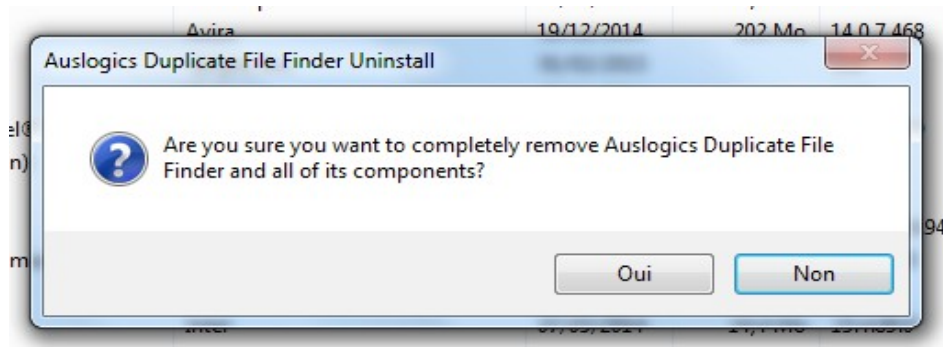 Avira 19/12/2014 202 Mo 14.0.7.468
Auslogics Duplicate File Finder Uninstall
Are you sure you want to completely remove Auslogics Duplicate File
Finder and all of its components?
Oui Non